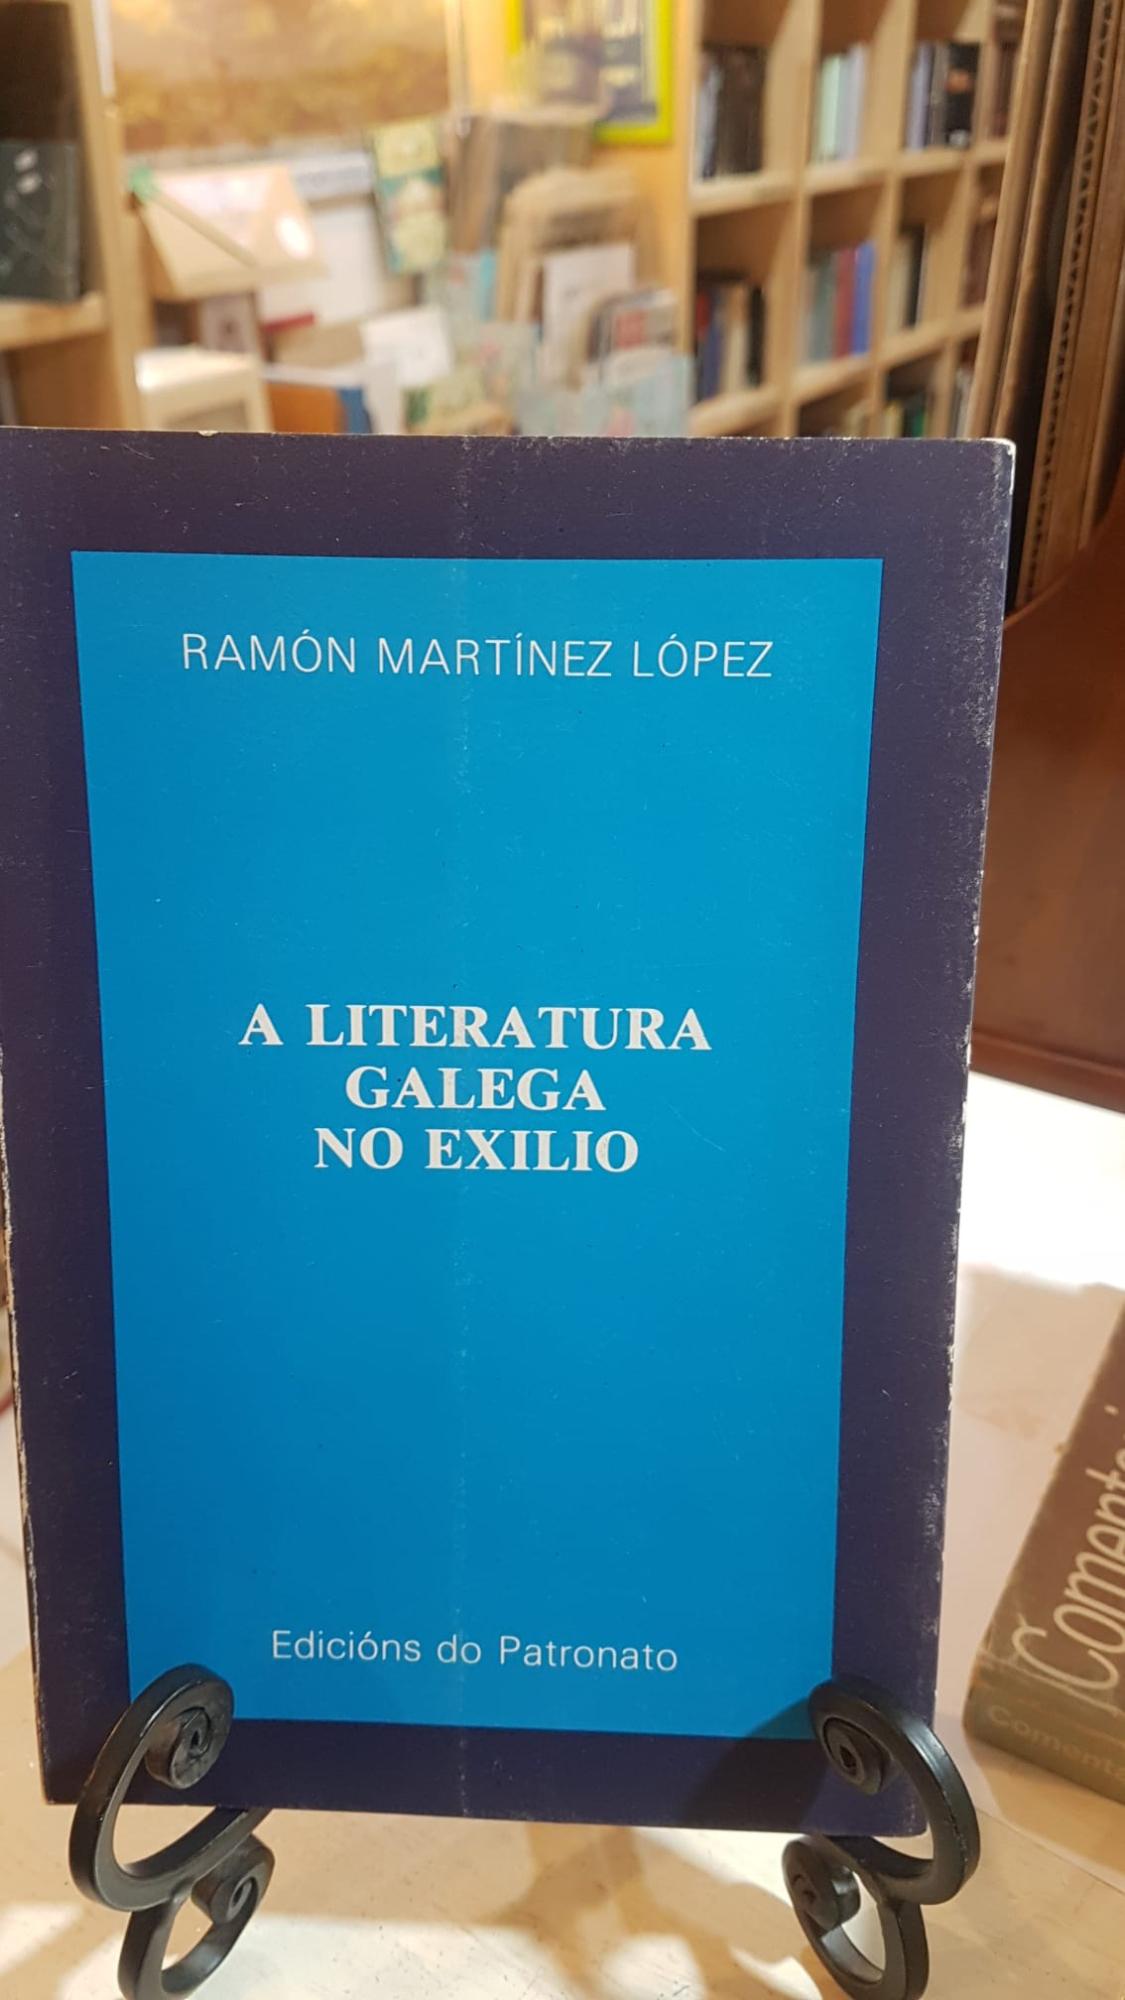 RAMÓN MARTÍNEZ LÓPEZ
A LITERATURA
GALEGA
NO EXILIO
Edicións do Patronato